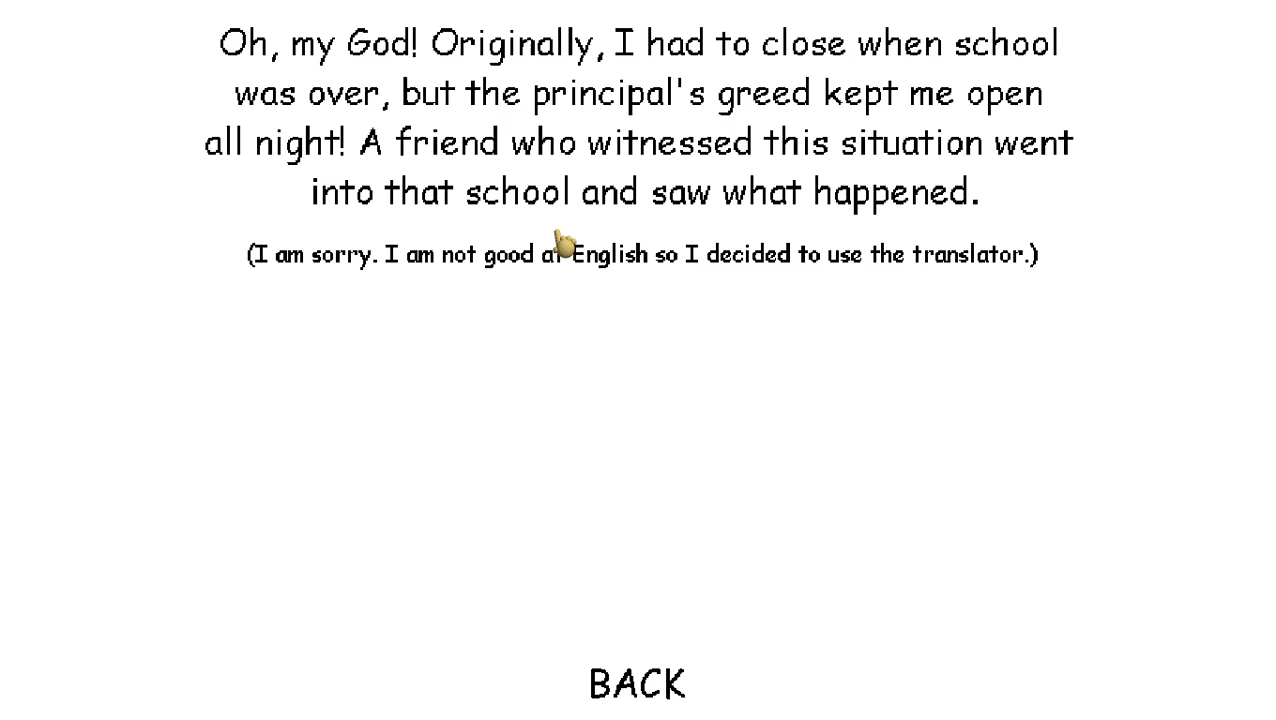 Oh, my God! Originally, I had to close when school
was over, but the principal's greed kept me open
all night! A friend who witnessed this situation went
into that school and saw what happened.
(I am sorry. I am not good at English so I decided to use the translator.)
BACK